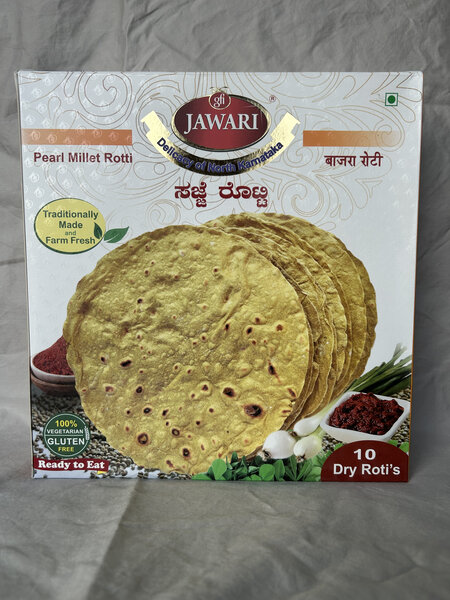 gfi
JAWARI
®
Delicacy of North Karnataka
Pearl Millet Rotti
बाजरा रोटी
ಸಜ್ಜೆ ರೊಟ್ಟಿ
Traditionally
Made
and
Farm Fresh
100%
VEGETARIAN
GLUTEN
FREE
Ready to Eat
10
Dry Roti's